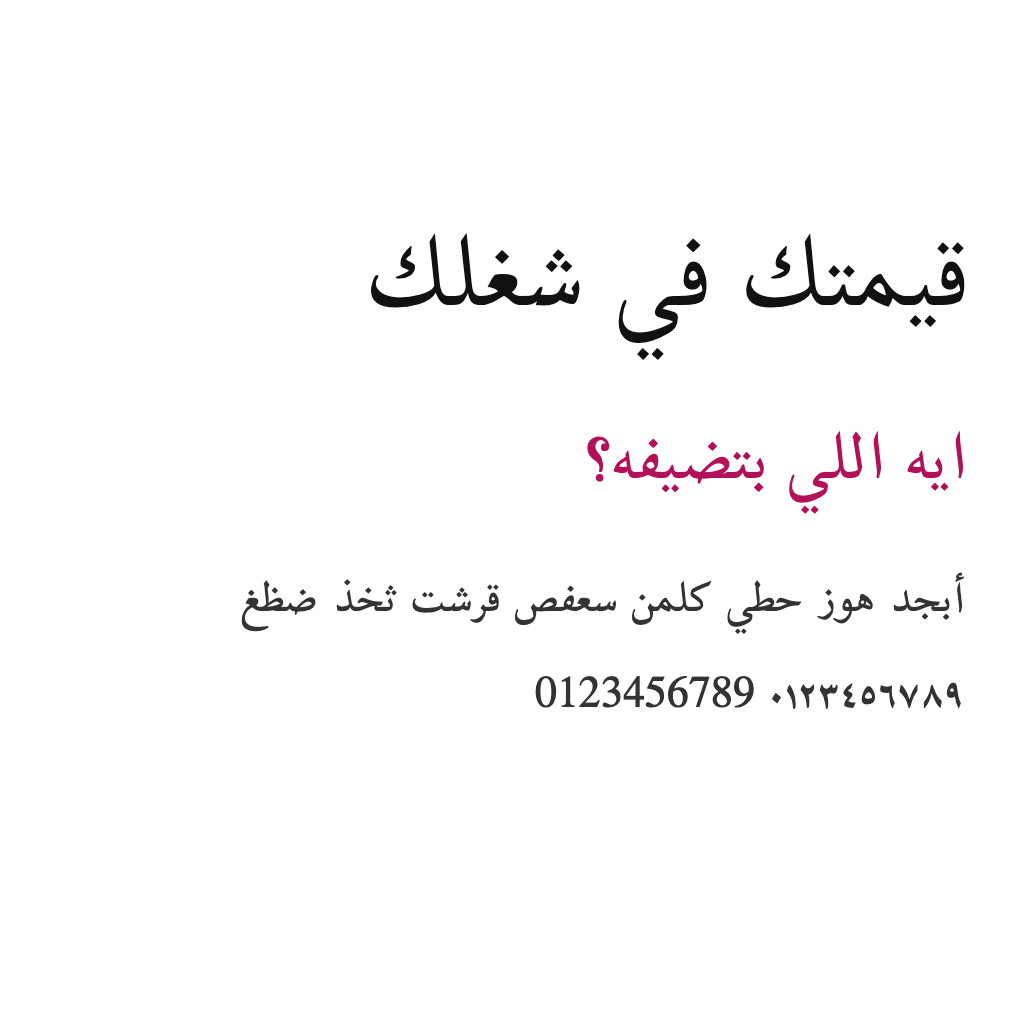 قيمتك في شغلك
ايه اللي بتضيفه؟
أبجد هوز حطي كلمن سعفص قرشت ثخذ ضظغ
٠١٢٣٤٥٦٧٨٩ 0123456789